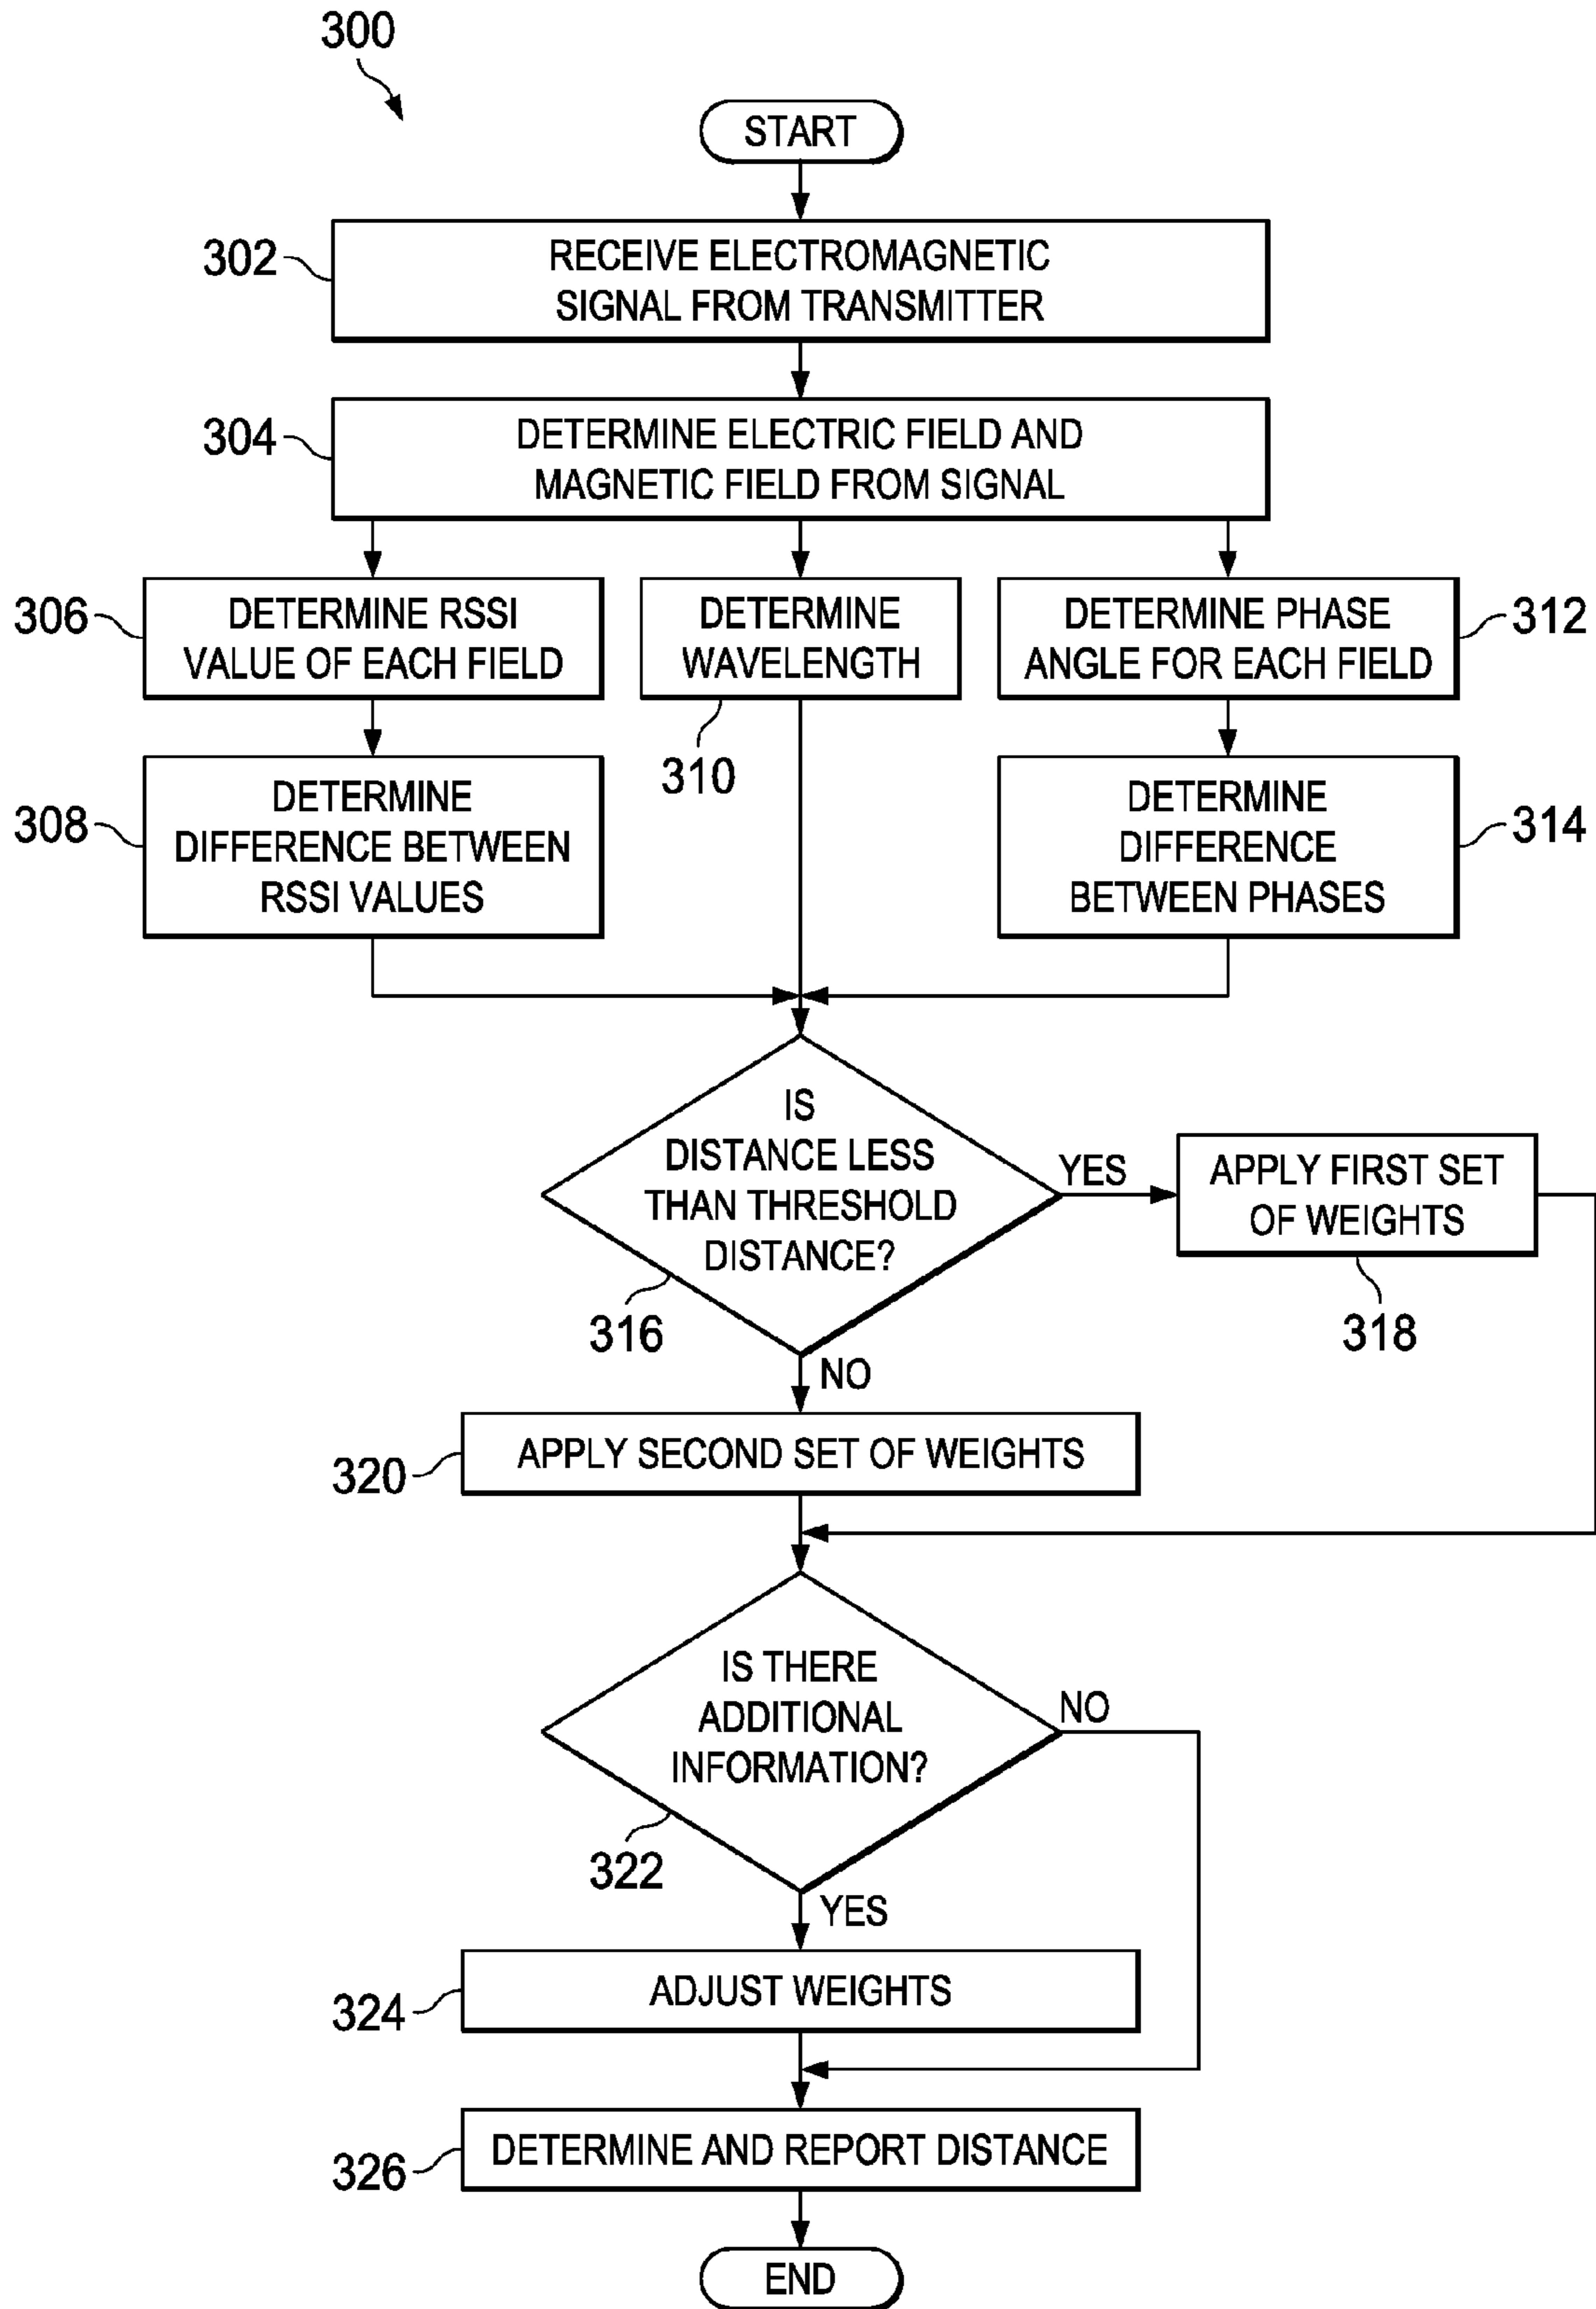 300
START
302
RECEIVE ELECTROMAGNETIC
SIGNAL FROM TRANSMITTER
304
DETERMINE ELECTRIC FIELD AND
MAGNETIC FIELD FROM SIGNAL
306
DETERMINE RSSI
VALUE OF EACH FIELD
DETERMINE
WAVELENGTH
310
DETERMINE PHASE
ANGLE FOR EACH FIELD
312
308
DETERMINE
DIFFERENCE BETWEEN
RSSI VALUES
DETERMINE
DIFFERENCE
BETWEEN PHASES
314
IS
DISTANCE LESS
THAN THRESHOLD
DISTANCE?
316
YES
APPLY FIRST SET
OF WEIGHTS
318
NO
320
APPLY SECOND SET OF WEIGHTS
IS THERE
ADDITIONAL
INFORMATION?
322
NO
YES
324
ADJUST WEIGHTS
326
DETERMINE AND REPORT DISTANCE
END